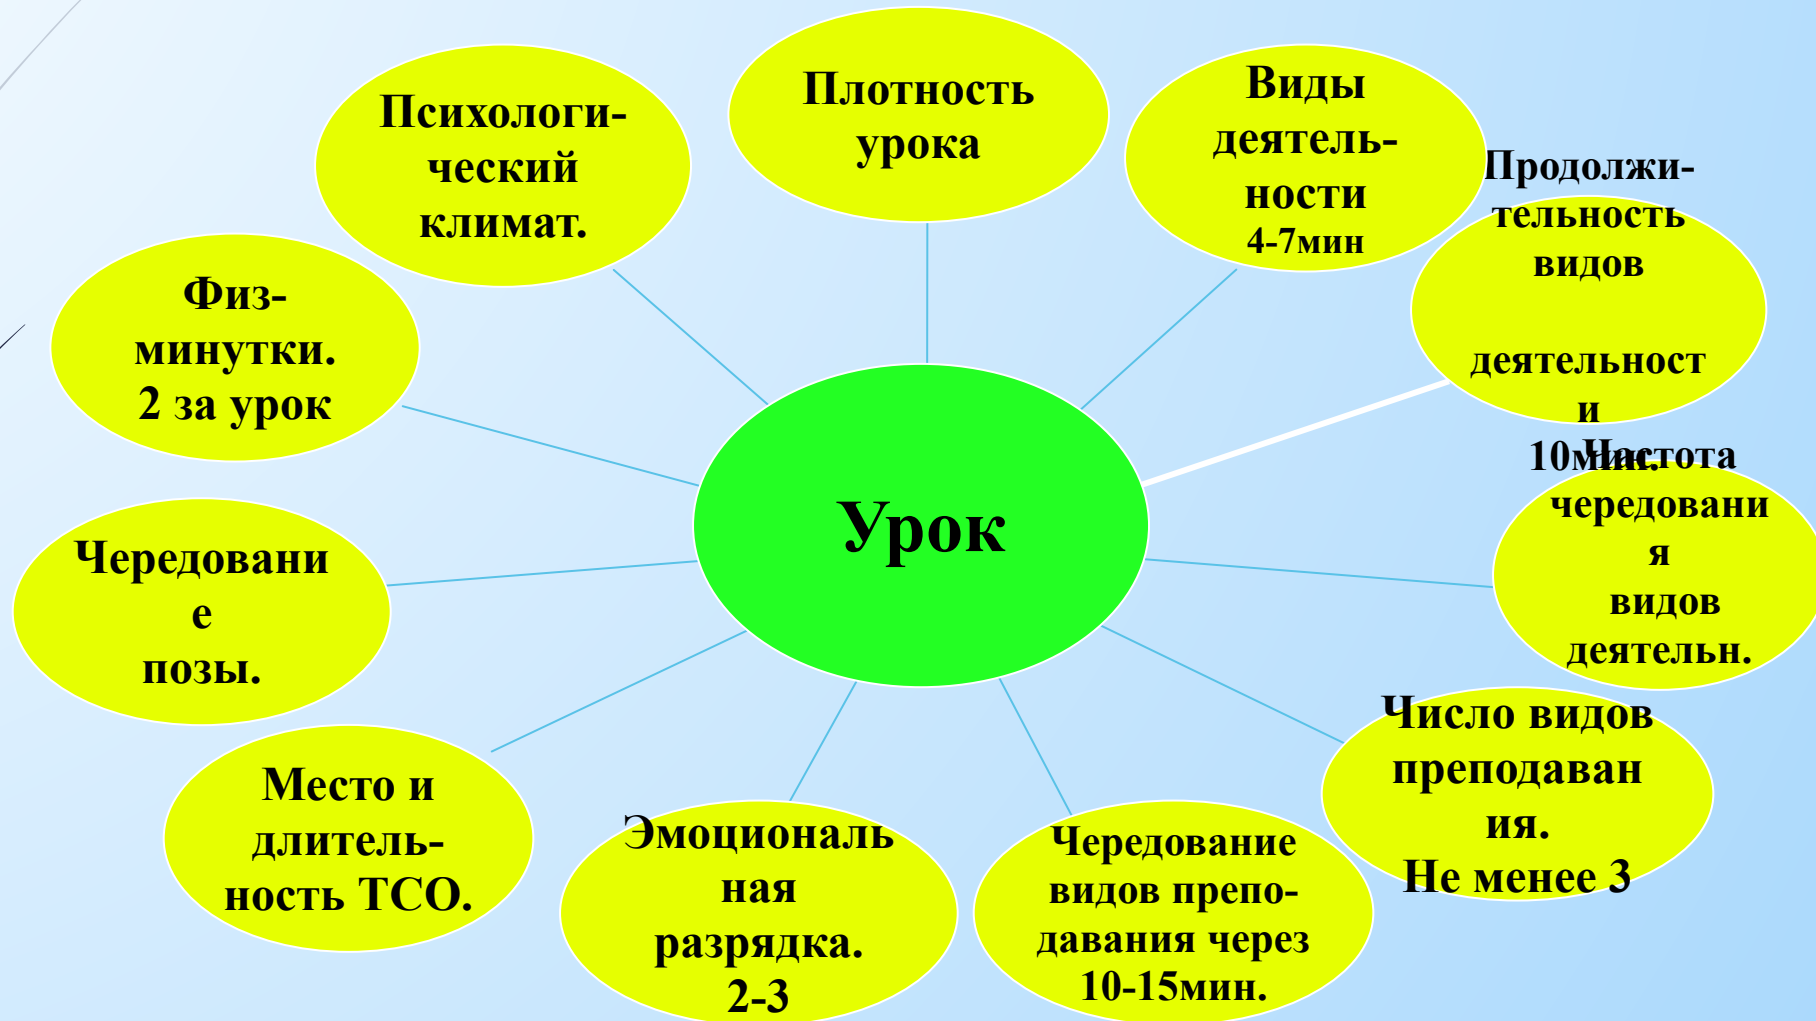 Плотность
урока
Виды
деятель-
ности
4-7мин
Продолжи-
тельность
видов
деятельност
и
10мин.
Частота
чередовани
я
видов
деятельн.
Число видов
преподаван
ия.
Не менее 3
Чередование
видов препо-
давания через
10-15мин.
Эмоциональ
ная
разрядка.
2-3
Место и
длитель-
ность ТСО.
Чередовани
е
позы.
Физ-
минутки.
2 за урок
Психологи-
ческий
климат.
Урок